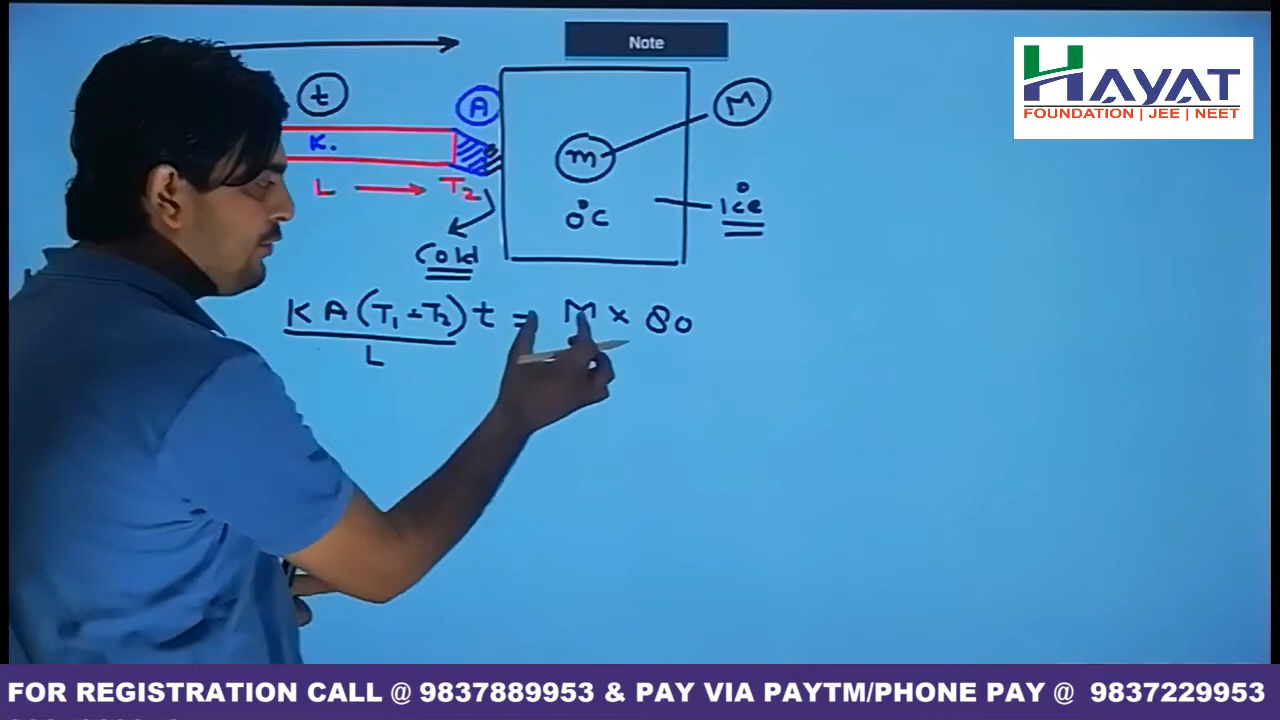 Note
HAYAT
FOUNDATION | JEE | NEET
t
A
M
K.
m
L → T₂
0°C
Ice
Cold
KA(T₁-T₂)t = M × 80
L
FOR REGISTRATION CALL @ 9837889953 & PAY VIA PAYTM/PHONE PAY @ 9837229953